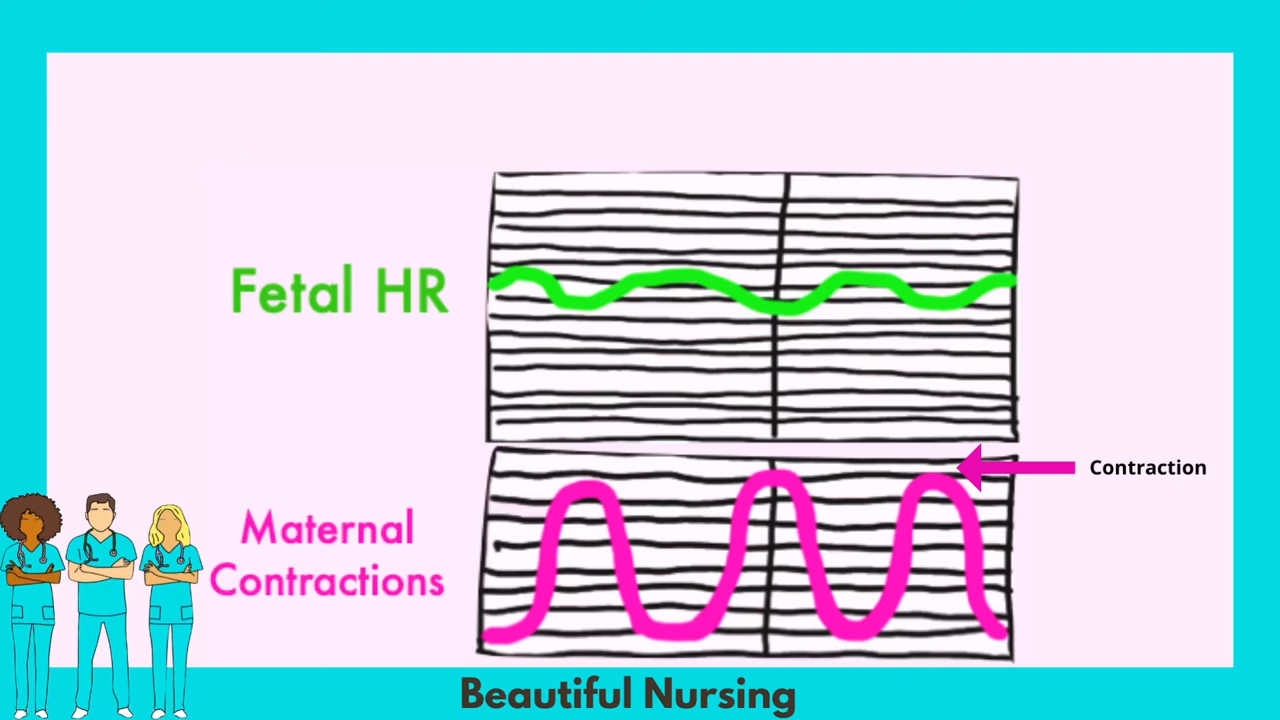 Fetal HR
Contraction
Maternal
Contractions
Beautiful Nursing